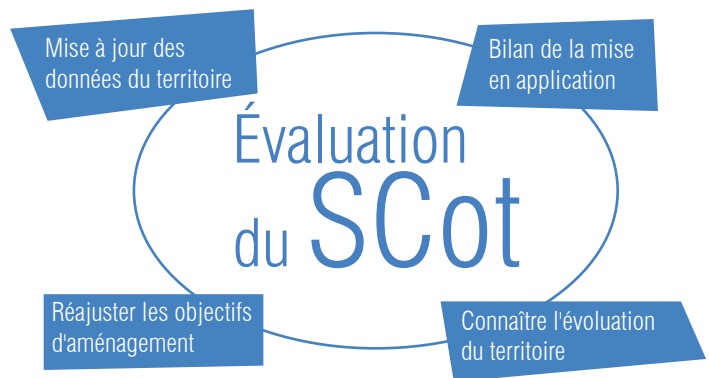 Mise à jour des
données du territoire
Bilan de la mise
en application
Évaluation
du SCot
Réajuster les objectifs
d'aménagement
Connaître l'évoluation
du territoire